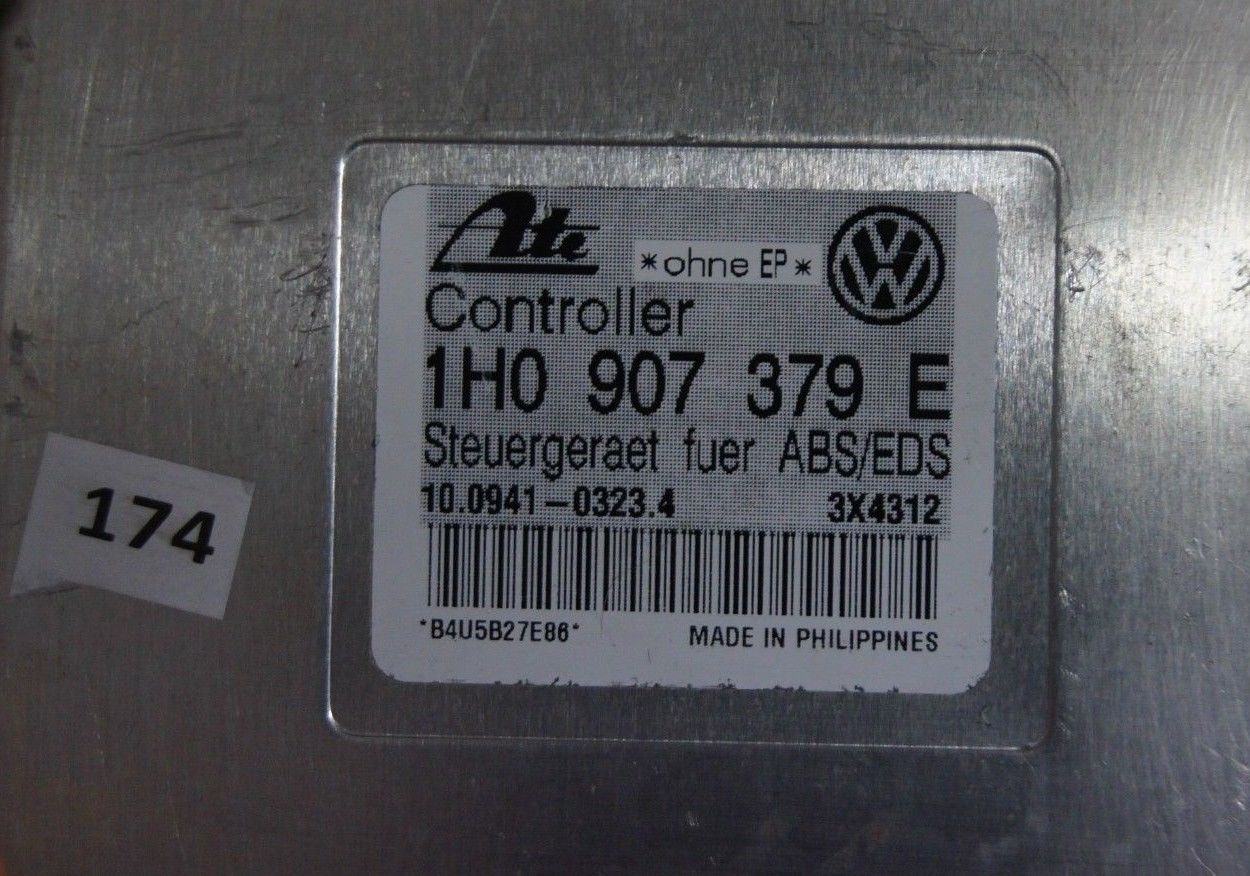 Ate
*ohne EP*
VW
Controller
1H0 907 379 E
Steuergeraet fuer ABS/EDS
10.0941-0323.4 3X4312
*B4U5B27E86* MADE IN PHILIPPINES
174